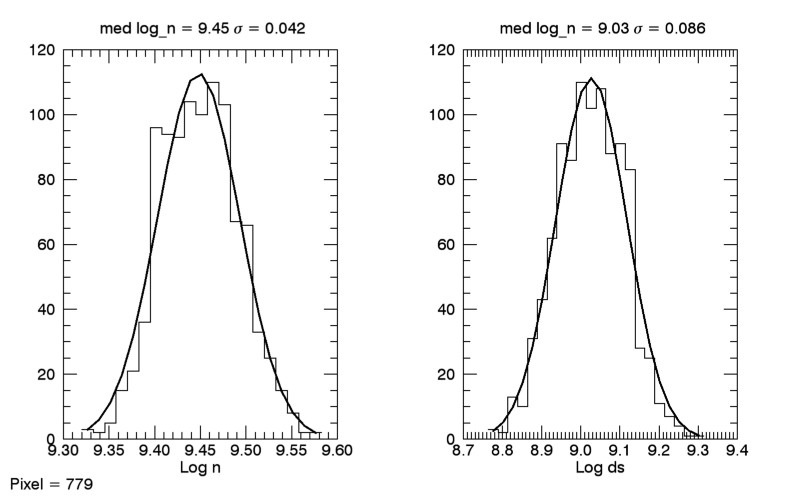 med log_n = 9.45 σ = 0.042
med log_n = 9.03 σ = 0.086
120
100
80
60
40
20
0
9.30 9.35 9.40 9.45 9.50 9.55 9.60
Log n
120
100
80
60
40
20
0
8.7 8.8 8.9 9.0 9.1 9.2 9.3 9.4
Log ds
Pixel = 779